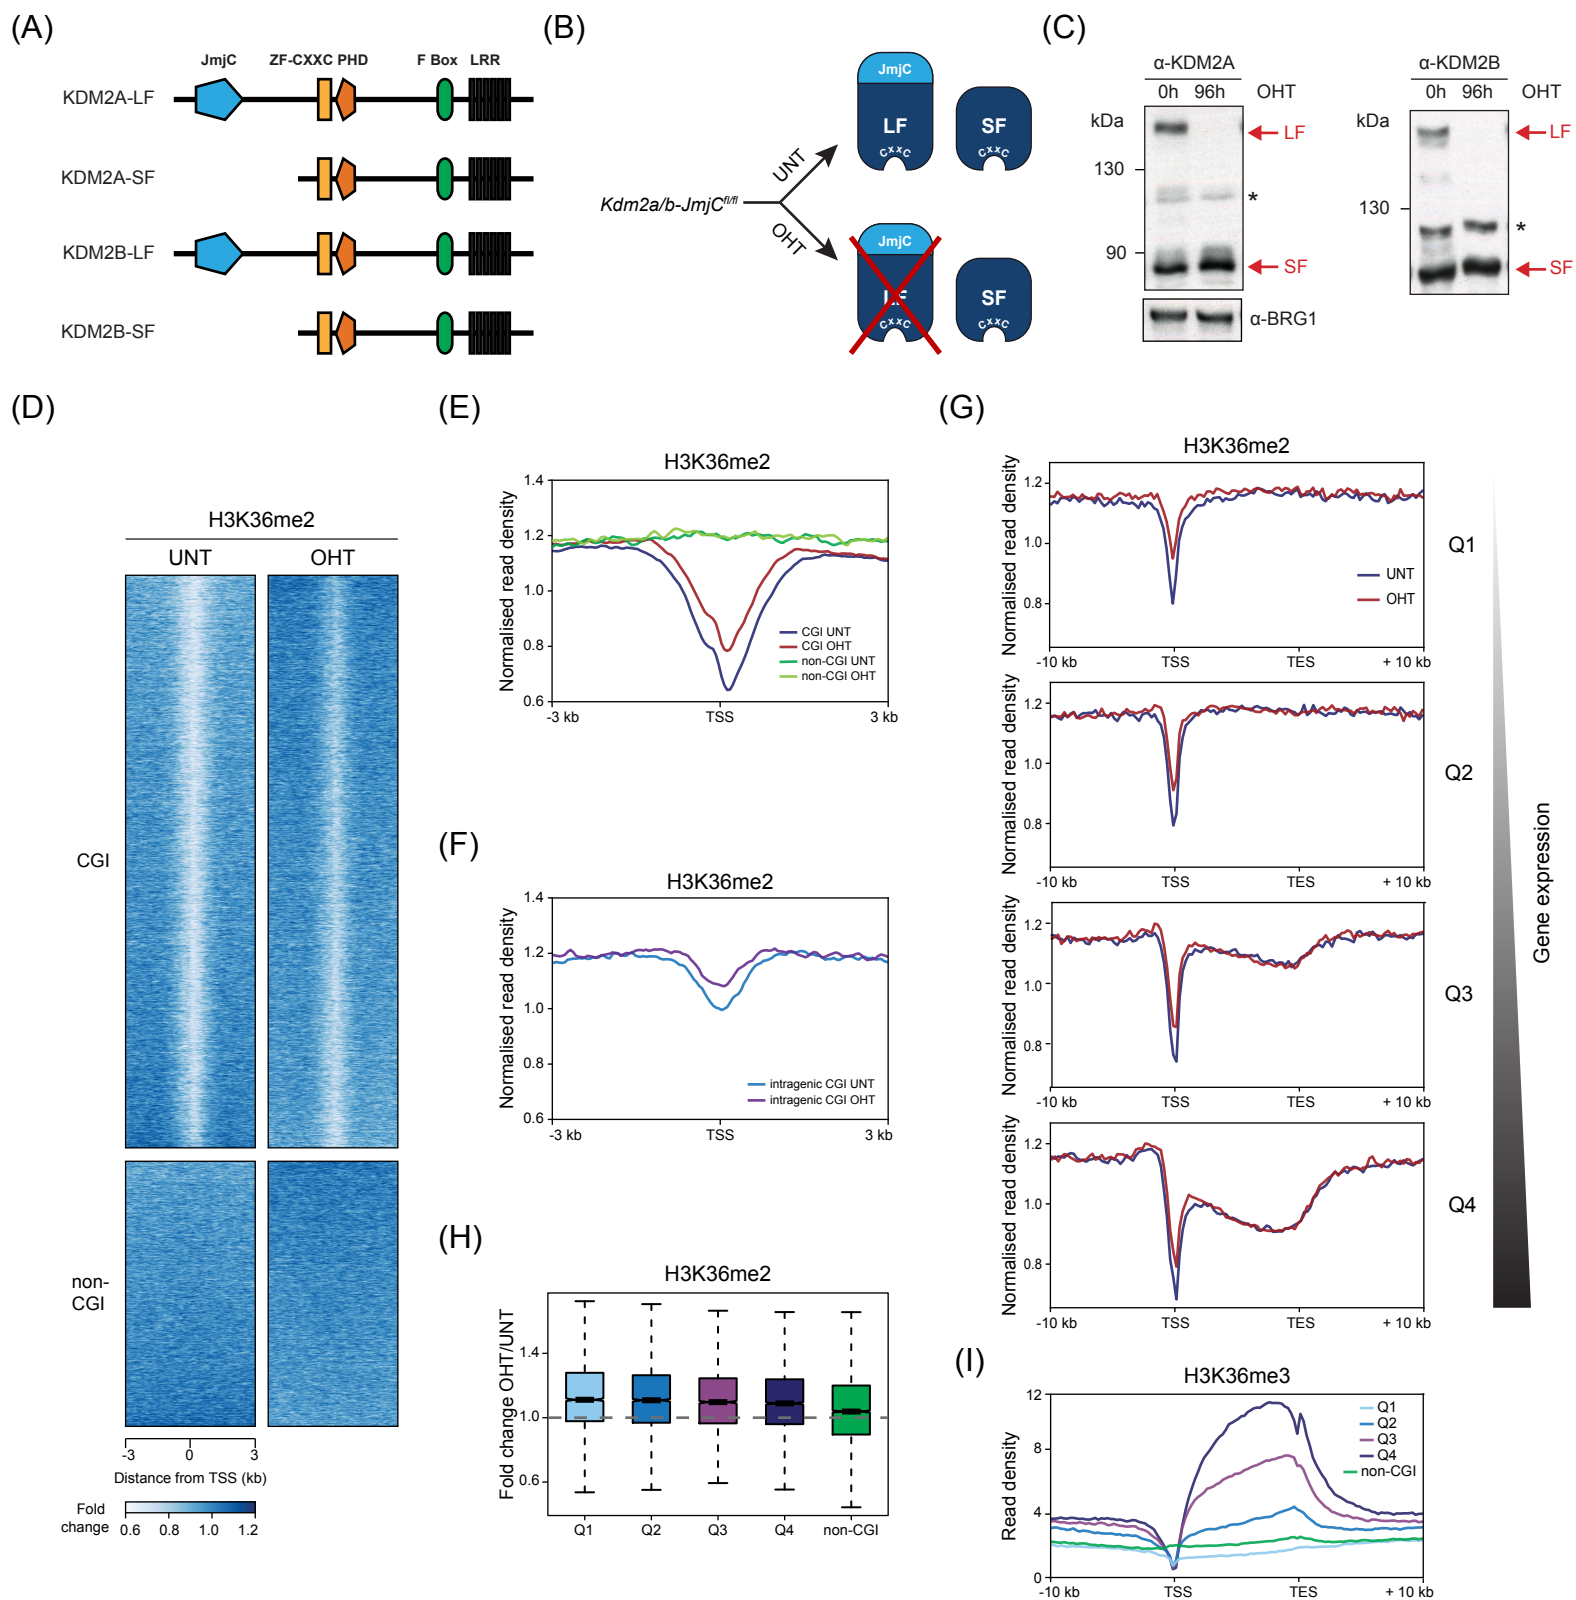 (A)
JmjC ZF-CXXC PHD F Box LRR
KDM2A-LF
KDM2A-SF
KDM2B-LF
KDM2B-SF
(B)
Kdm2a/b-JmjCfl/fl
UNT
OHT
JmjC
LF
CxxC
SF
CxxC
JmjC
LF
CxxC
SF
CxxC
(C)
α-KDM2A
0h 96h OHT
kDa
LF
130
*
90
SF
α-BRG1
α-KDM2B
0h 96h OHT
kDa
LF
130
*
SF
(D)
H3K36me2
UNT OHT
CGI
non-
CGI
-3 0 3
Distance from TSS (kb)
Fold
change
0.6 0.8 1.0 1.2
(E)
H3K36me2
Normalised read density
1.4
1.2
1.0
0.8
0.6
CGI UNT
CGI OHT
non-CGI UNT
non-CGI OHT
-3 kb TSS 3 kb
(F)
H3K36me2
Normalised read density
1.4
1.2
1.0
0.8
0.6
intragenic CGI UNT
intragenic CGI OHT
-3 kb TSS 3 kb
(G)
H3K36me2
Normalised read density
1.2
1.0
0.8
UNT
OHT
-10 kb TSS TES + 10 kb
Q1
Normalised read density
1.2
1.0
0.8
-10 kb TSS TES + 10 kb
Q2
Normalised read density
1.2
1.0
0.8
-10 kb TSS TES + 10 kb
Q3
Normalised read density
1.2
1.0
0.8
-10 kb TSS TES + 10 kb
Q4
Gene expression
(H)
H3K36me2
Fold change OHT/UNT
1.4
1.0
0.6
Q1 Q2 Q3 Q4 non-CGI
(I)
H3K36me3
Read density
12
8
4
0
Q1
Q2
Q3
Q4
non-CGI
-10 kb TSS TES + 10 kb